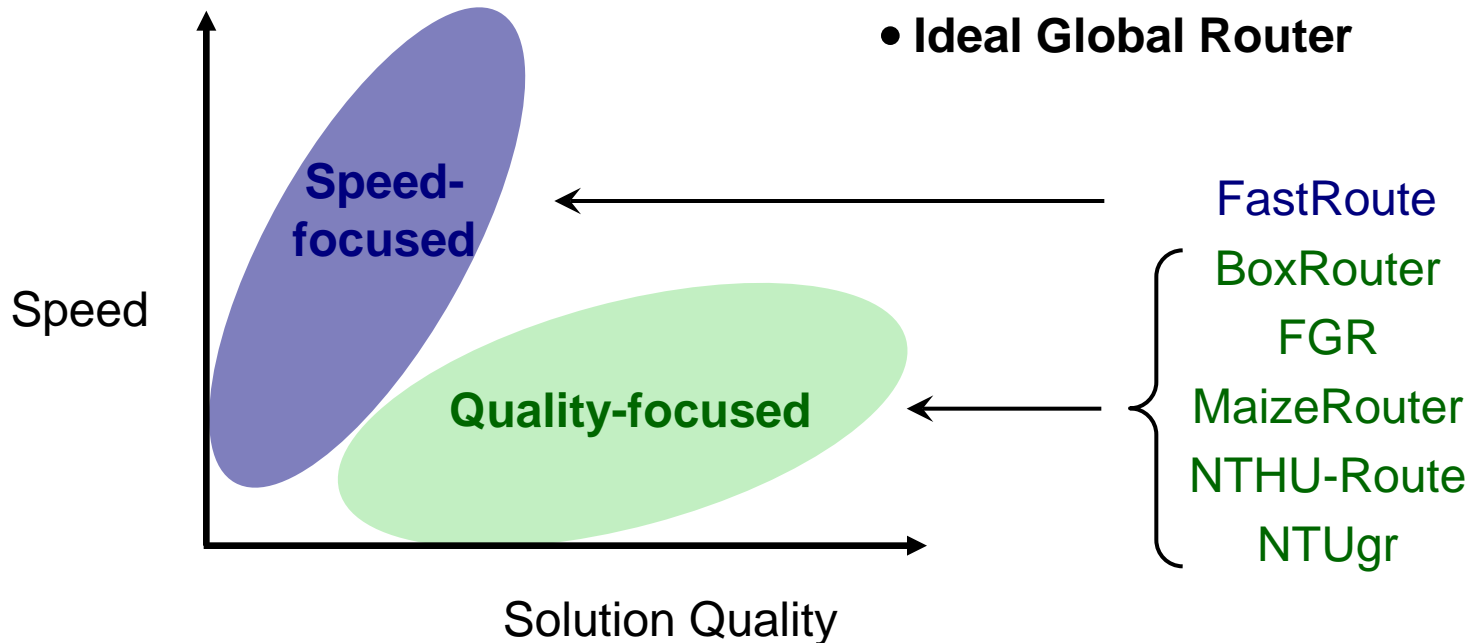 • Ideal Global Router
Speed-
focused
FastRoute
BoxRouter
Speed
FGR
Quality-focused
MaizeRouter
NTHU-Route
NTUgr
Solution Quality